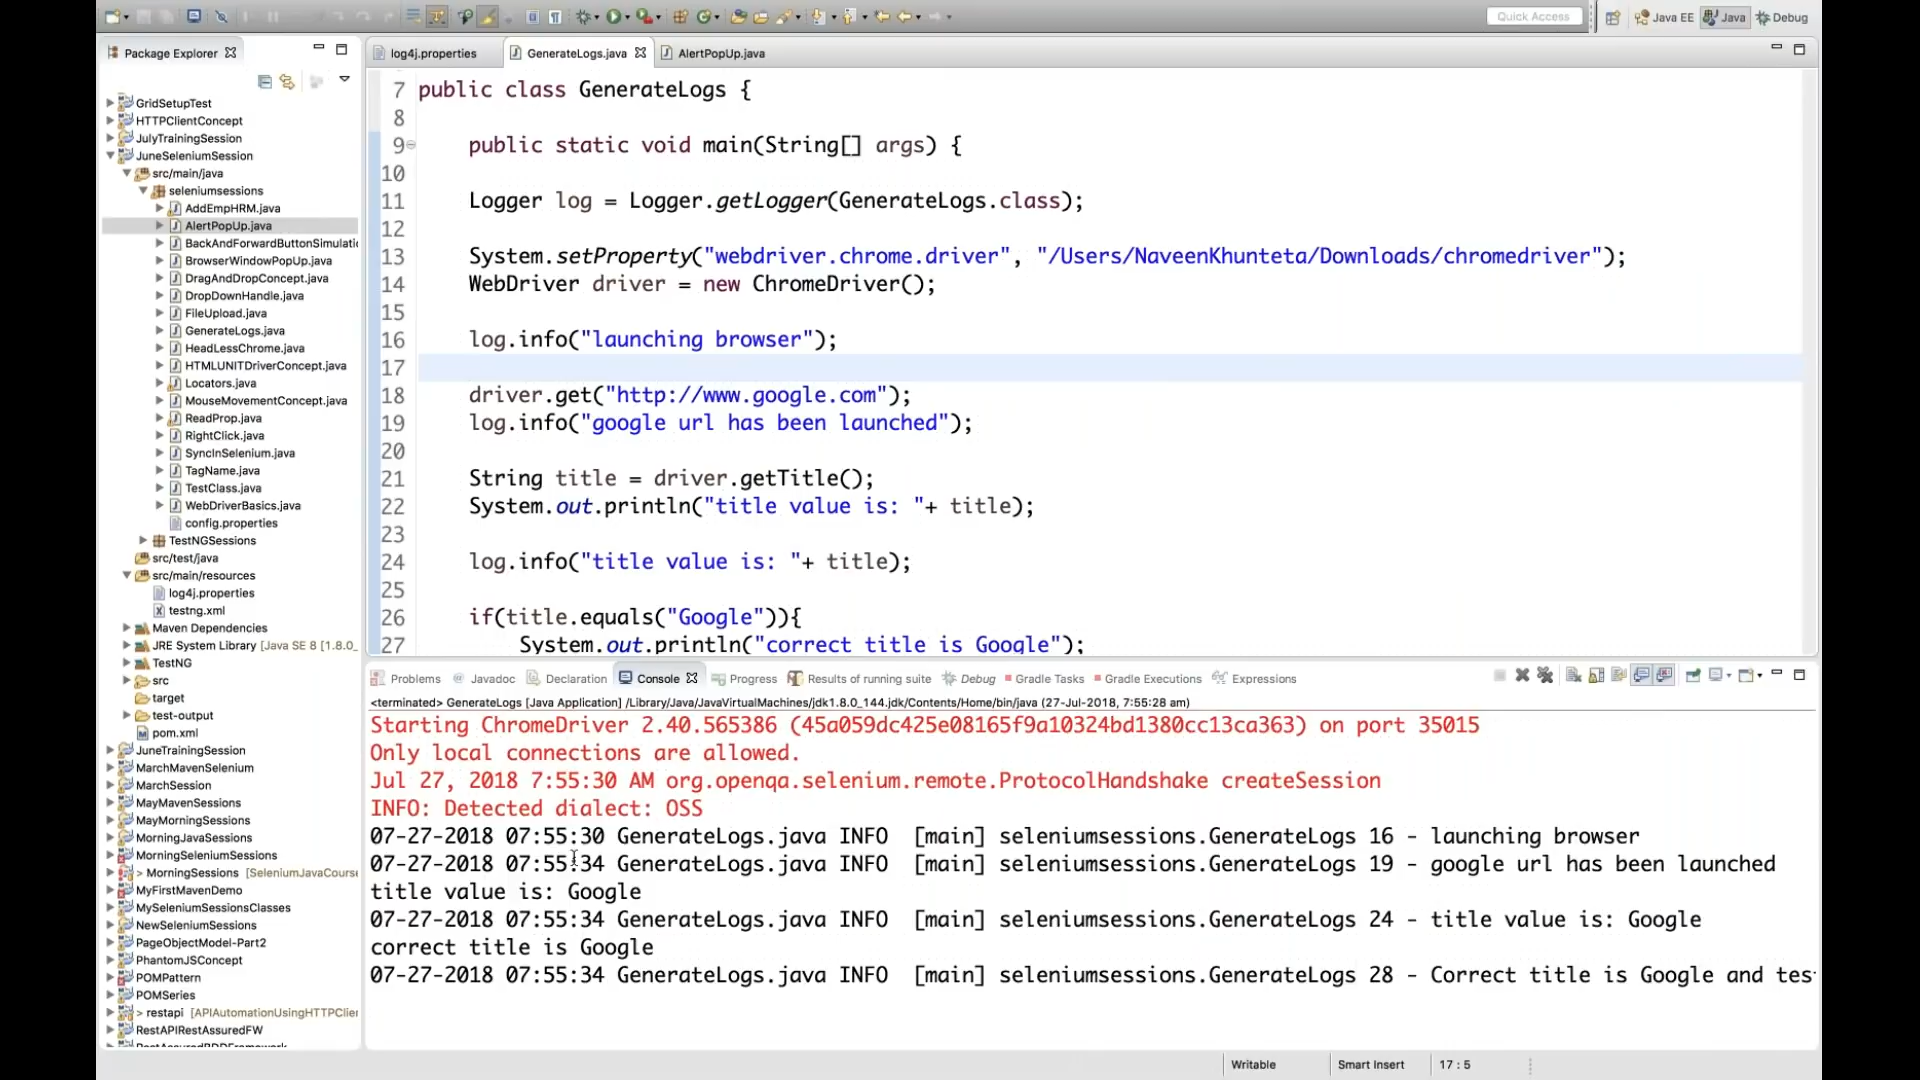 Quick Access
Java EE
Java
Debug
Package Explorer
GridSetupTest
HTTPClientConcept
JulyTrainingSession
JuneSeleniumSession
src/main/java
seleniumsessions
AddEmpHRM.java
AlertPopUp.java
BackAndForwardButtonSimulatio
BrowserWindowPopUp.java
DragAndDropConcept.java
DropDownHandle.java
FileUpload.java
GenerateLogs.java
HeadLessChrome.java
HTMLUNITDriverConcept.java
Locators.java
MouseMovementConcept.java
ReadProp.java
RightClick.java
SyncInSelenium.java
TagName.java
TestClass.java
WebDriverBasics.java
config.properties
TestNGSessions
src/test/java
src/main/resources
log4j.properties
testng.xml
Maven Dependencies
JRE System Library [Java SE 8 [1.8.0_
TestNG
src
target
test-output
pom.xml
JuneTrainingSession
MarchMavenSelenium
MarchSession
MayMavenSessions
MayMorningSessions
MorningJavaSessions
MorningSeleniumSessions
> MorningSessions [SeleniumJavaCourse
MyFirstMavenDemo
MySeleniumSessionsClasses
NewSeleniumSessions
PageObjectModel-Part2
PhantomJSConcept
POMPattern
POMSeries
> restapi [APIAutomationUsingHTTPClier
RestAPIRestAssuredFW
log4j.properties
GenerateLogs.java
AlertPopUp.java
7 public class GenerateLogs {
8
9 public static void main(String[] args) {
10
11 Logger log = Logger.getLogger(GenerateLogs.class);
12
13 System.setProperty("webdriver.chrome.driver", "/Users/NaveenKhunteta/Downloads/chromedriver");
14 WebDriver driver = new ChromeDriver();
15
16 log.info("launching browser");
17
18 driver.get("http://www.google.com");
19 log.info("google url has been launched");
20
21 String title = driver.getTitle();
22 System.out.println("title value is: "+ title);
23
24 log.info("title value is: "+ title);
25
26 if(title.equals("Google")){
27 System.out.println("correct title is Google");
Problems
Javadoc
Declaration
Console
Progress
Results of running suite
Debug
Gradle Tasks
Gradle Executions
Expressions
<terminated> GenerateLogs [Java Application] /Library/Java/JavaVirtualMachines/jdk1.8.0_144.jdk/Contents/Home/bin/java (27-Jul-2018, 7:55:28 am)
Starting ChromeDriver 2.40.565386 (45a059dc425e08165f9a10324bd1380cc13ca363) on port 35015
Only local connections are allowed.
Jul 27, 2018 7:55:30 AM org.openqa.selenium.remote.ProtocolHandshake createSession
INFO: Detected dialect: OSS
07-27-2018 07:55:30 GenerateLogs.java INFO [main] seleniumsessions.GenerateLogs 16 - launching browser
07-27-2018 07:55:34 GenerateLogs.java INFO [main] seleniumsessions.GenerateLogs 19 - google url has been launched
title value is: Google
07-27-2018 07:55:34 GenerateLogs.java INFO [main] seleniumsessions.GenerateLogs 24 - title value is: Google
correct title is Google
07-27-2018 07:55:34 GenerateLogs.java INFO [main] seleniumsessions.GenerateLogs 28 - Correct title is Google and tes
Writable
Smart Insert
17 : 5